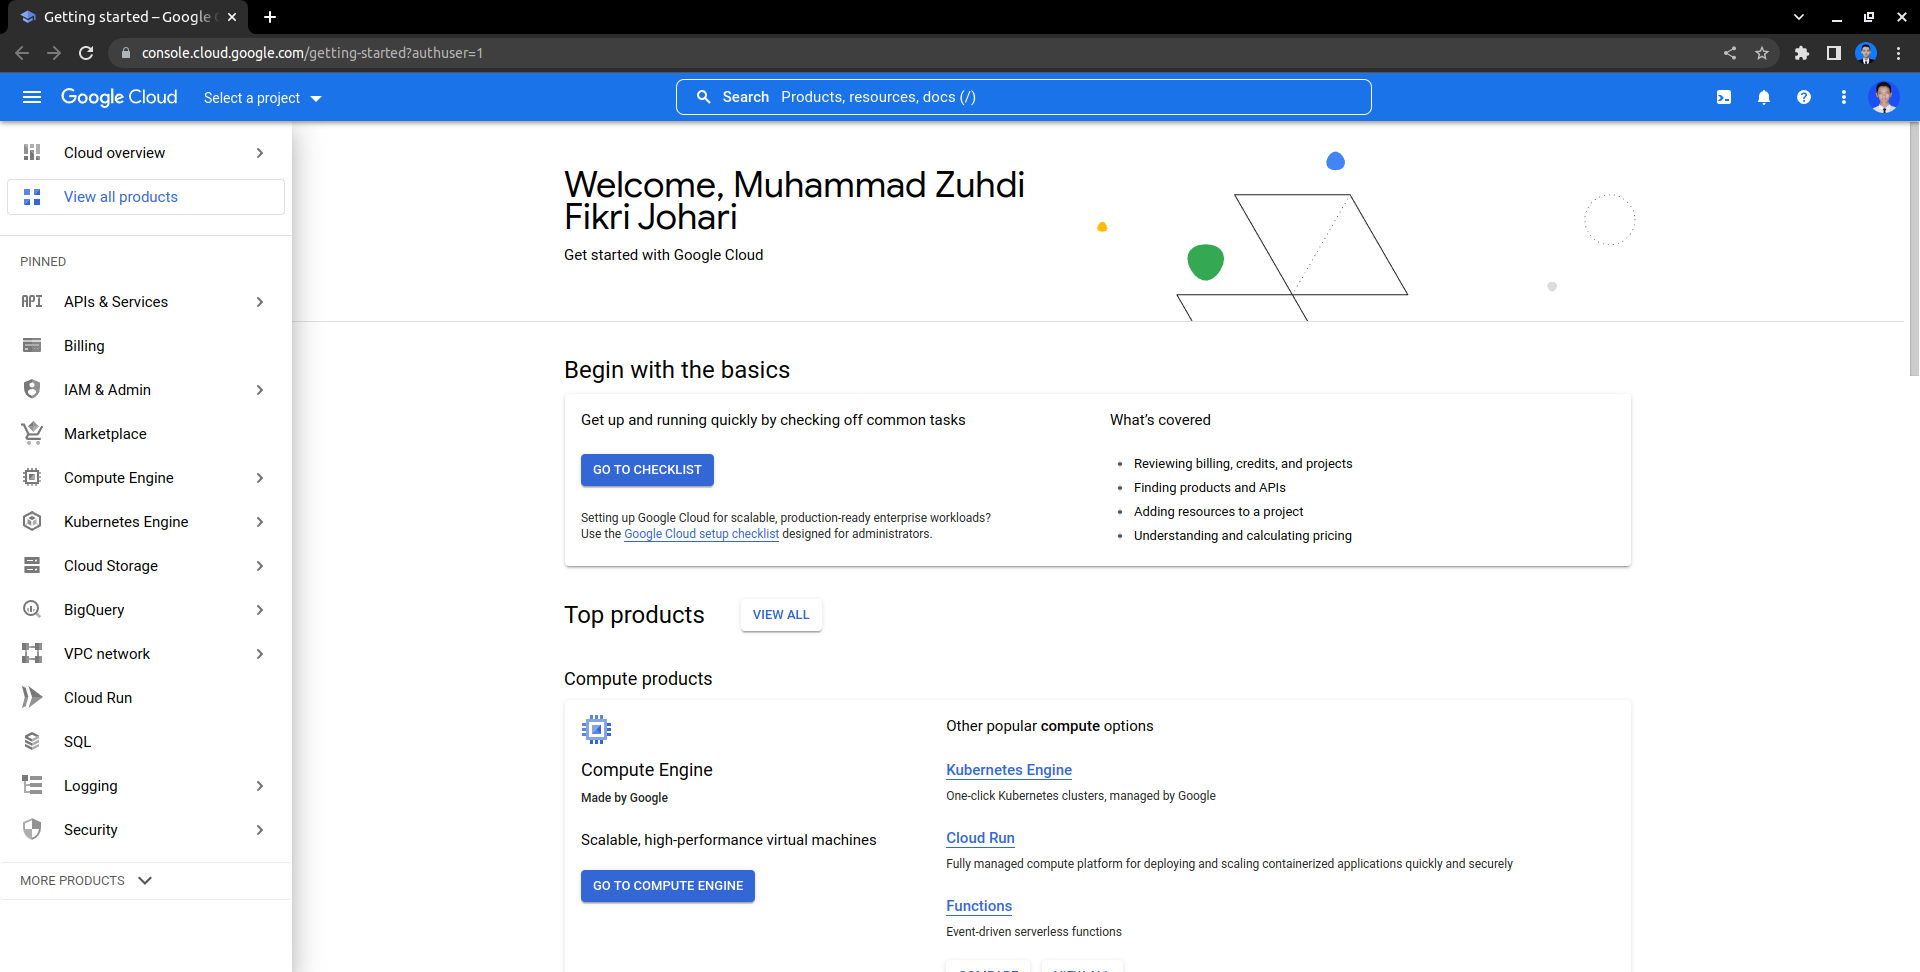 Getting started – Google
console.cloud.google.com/getting-started?authuser=1
Google Cloud
Select a project
Search Products, resources, docs (/)
Cloud overview
View all products
PINNED
API APIs & Services
Billing
IAM & Admin
Marketplace
Compute Engine
Kubernetes Engine
Cloud Storage
BigQuery
VPC network
Cloud Run
SQL
Logging
Security
MORE PRODUCTS
Welcome, Muhammad Zuhdi
Fikri Johari
Get started with Google Cloud
Begin with the basics
Get up and running quickly by checking off common tasks
GO TO CHECKLIST
Setting up Google Cloud for scalable, production-ready enterprise workloads?
Use the Google Cloud setup checklist designed for administrators.
What’s covered
Reviewing billing, credits, and projects
Finding products and APIs
Adding resources to a project
Understanding and calculating pricing
Top products
VIEW ALL
Compute products
Compute Engine
Made by Google
Scalable, high-performance virtual machines
GO TO COMPUTE ENGINE
Other popular compute options
Kubernetes Engine
One-click Kubernetes clusters, managed by Google
Cloud Run
Fully managed compute platform for deploying and scaling containerized applications quickly and securely
Functions
Event-driven serverless functions